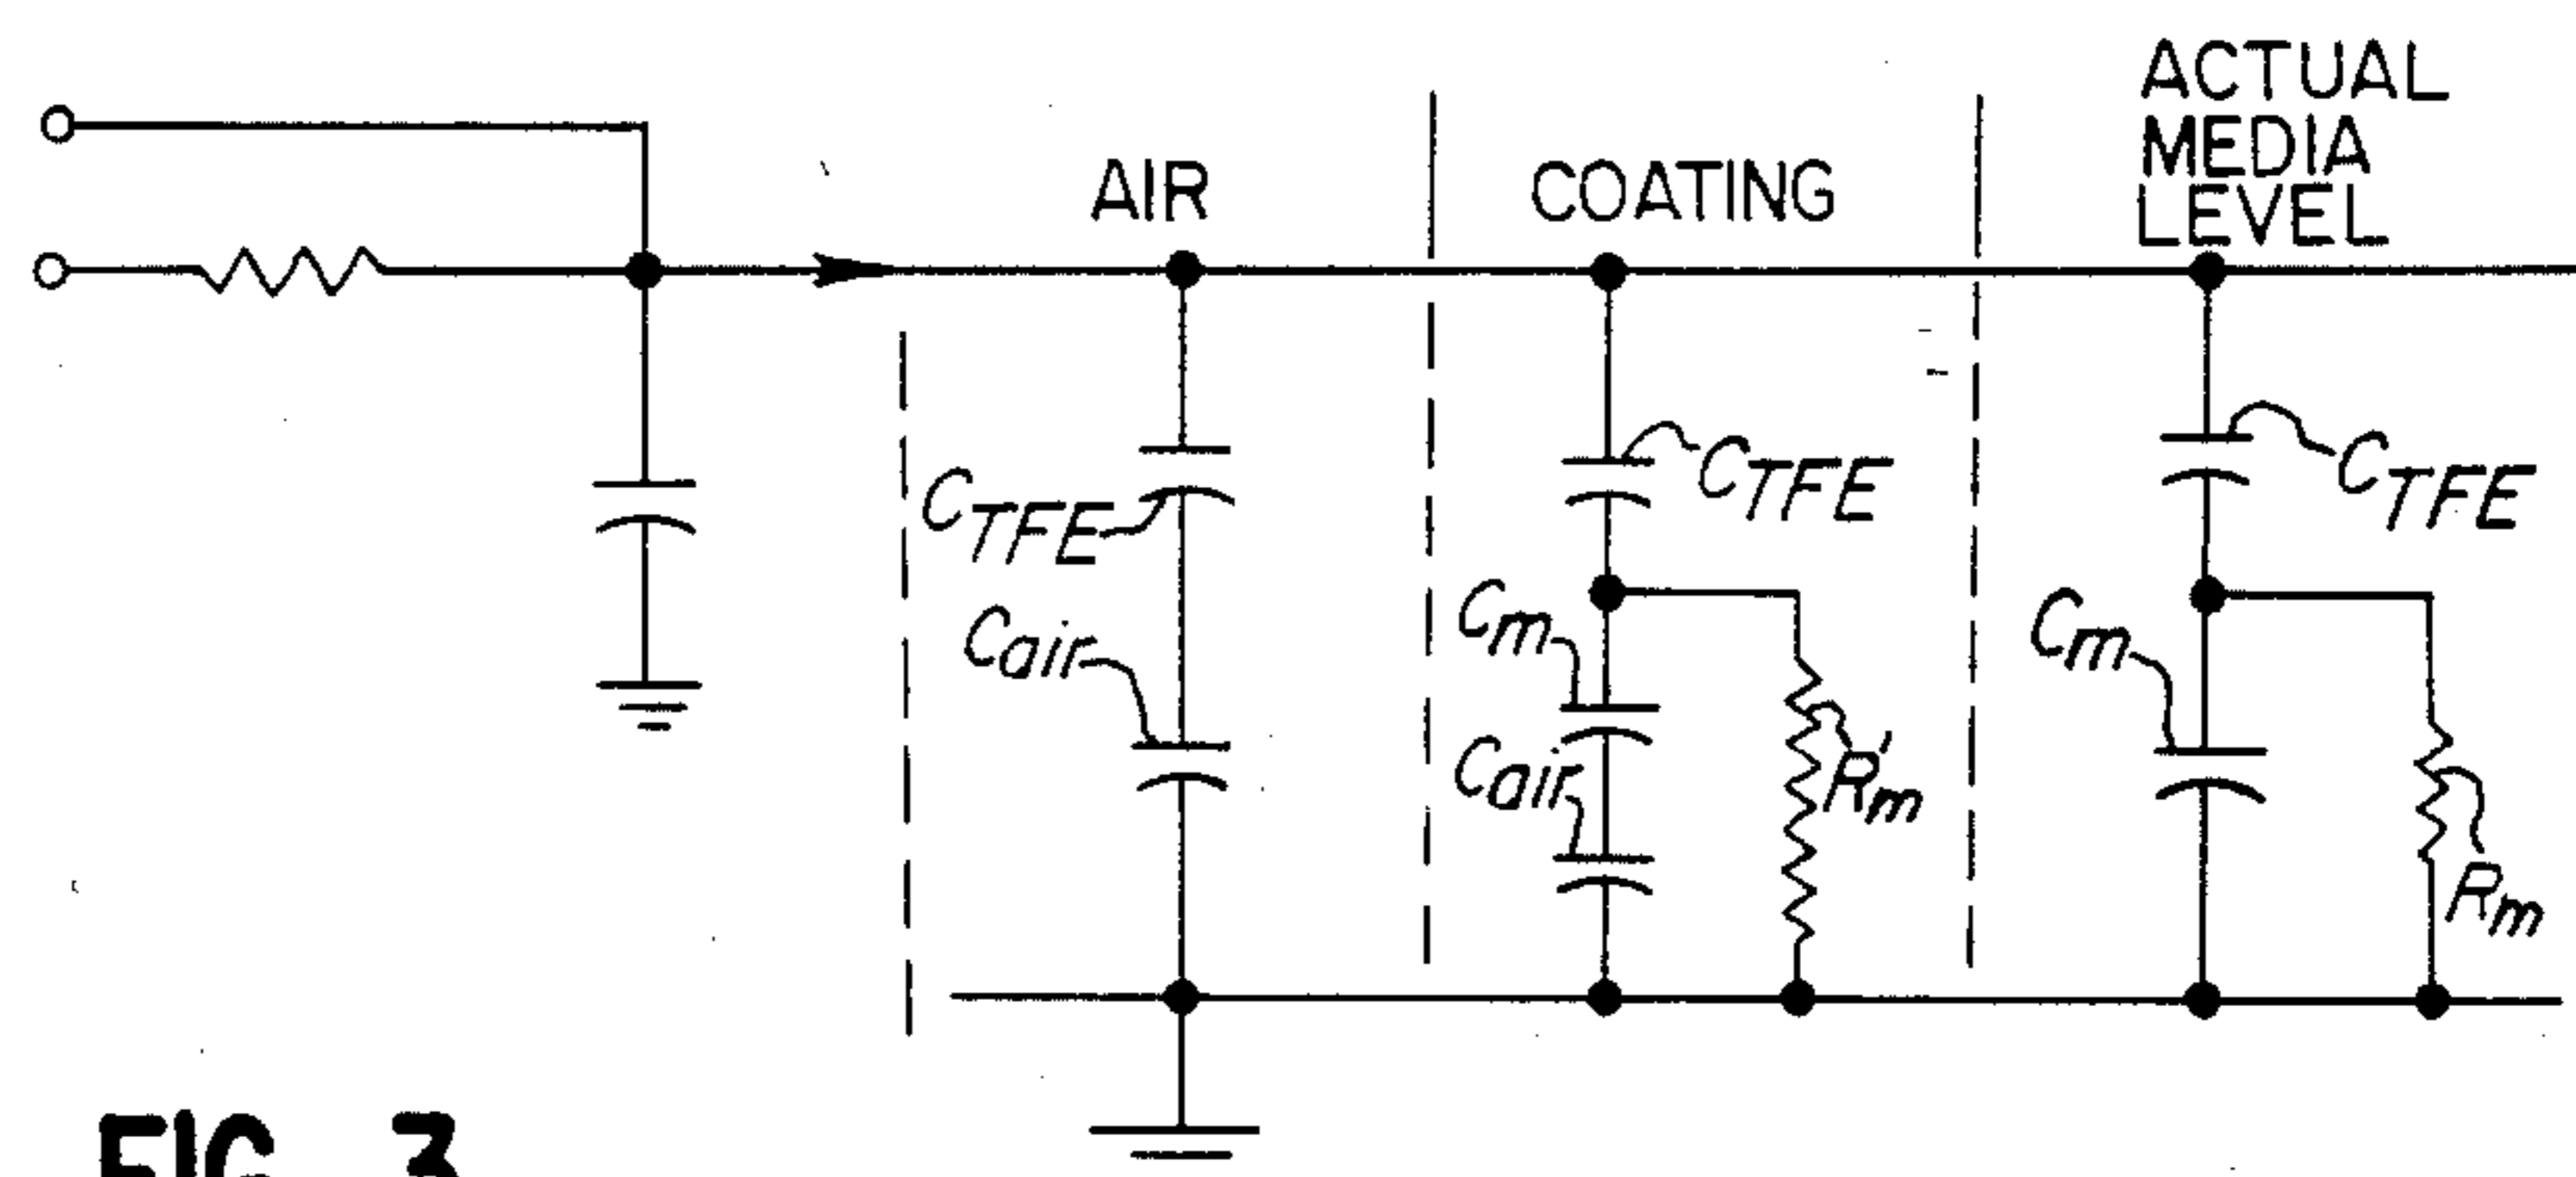 AIR
COATING
ACTUAL
MEDIA
LEVEL
CTFE
Cair
CTFE
Cm
Cair
R'm
CTFE
Cm
Rm
FIG. 3